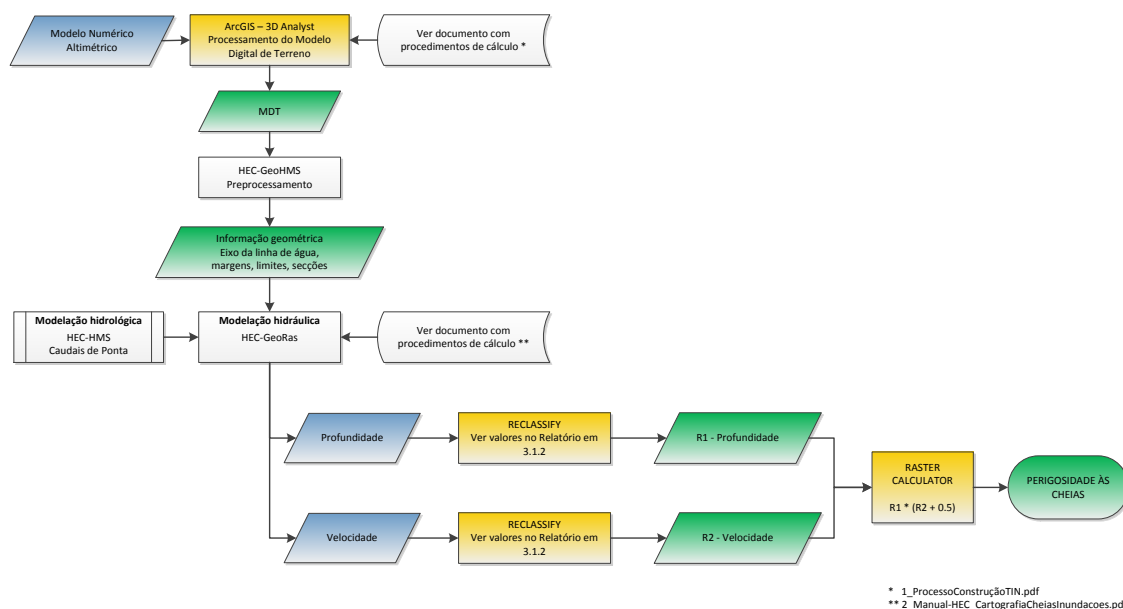 Modelo Numérico
Altimétrico
ArcGIS – 3D Analyst
Processamento do Modelo
Digital de Terreno
Ver documento com
procedimentos de cálculo *
MDT
HEC-GeoHMS
Preprocessamento
Informação geométrica
Eixo da linha de água,
margens, limites, secções
Modelação hidrológica
HEC-HMS
Caudais de Ponta
Modelação hidráulica
HEC-GeoRas
Ver documento com
procedimentos de cálculo **
Profundidade
RECLASSIFY
Ver valores no Relatório em
3.1.2
R1 - Profundidade
Velocidade
RECLASSIFY
Ver valores no Relatório em
3.1.2
R2 - Velocidade
RASTER
CALCULATOR
R1 * (R2 + 0.5)
PERIGOSIDADE ÀS
CHEIAS
* 1_ProcessoConstruçãoTIN.pdf
** 2_Manual-HEC_CartografiaCheiasInundacoes.pd